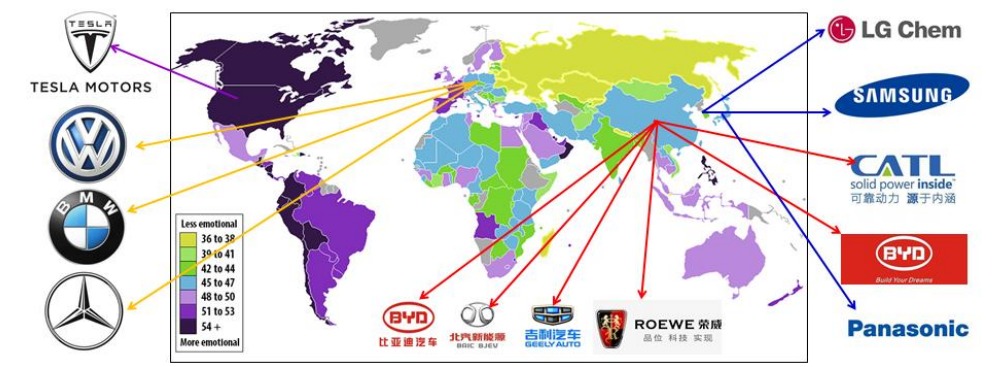 TESLA
TESLA MOTORS
BMW
Less emotional
36 to 38
39 to 41
42 to 44
45 to 47
48 to 50
51 to 53
54 +
More emotional
BYD
比亚迪汽车
北汽新能源
BAIC BJEV
吉利汽车
GEELY AUTO
ROEWE 荣威
品位 科技 实现
LG Chem
SAMSUNG
CATL
solid power inside
可靠动力 源于内涵
BYD
Build Your Dreams
Panasonic